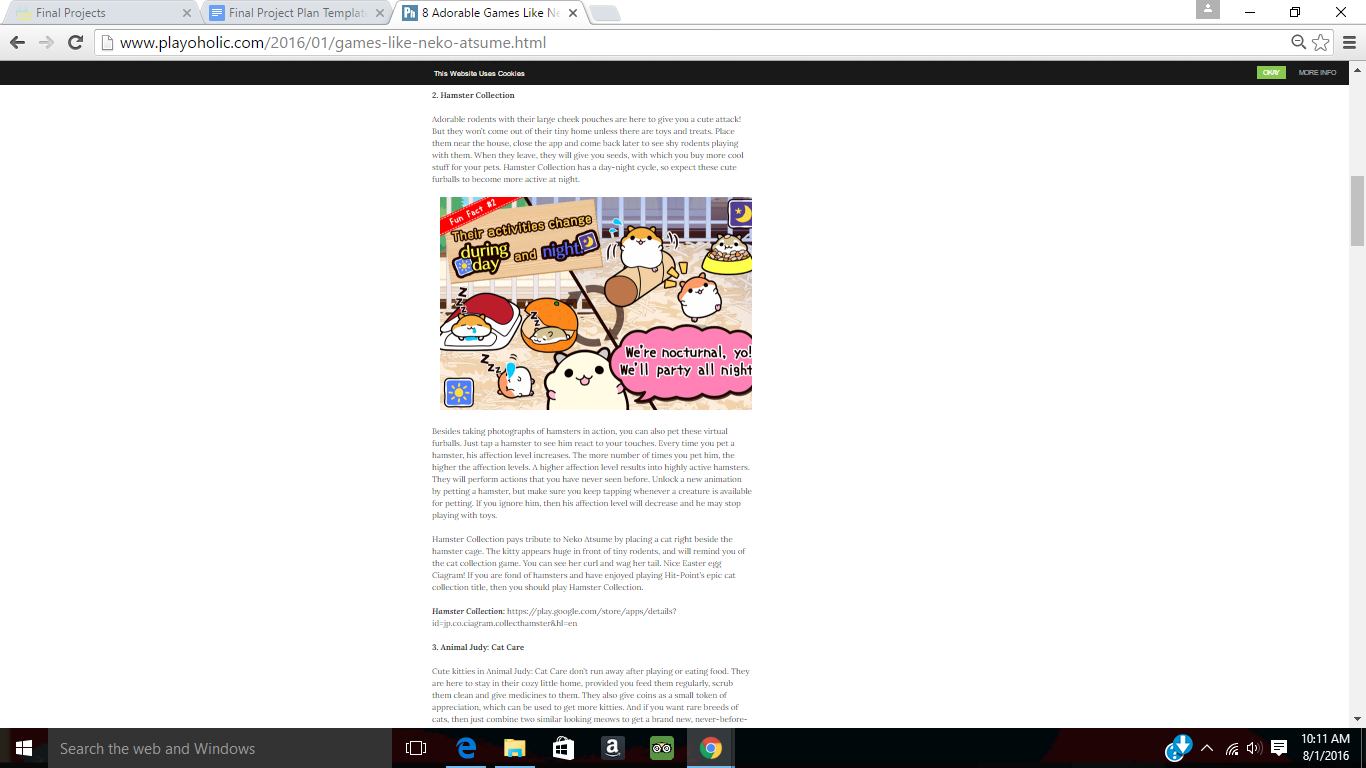 Final Projects
Final Project Plan Templat
8 Adorable Games Like Ne
www.playoholic.com/2016/01/games-like-neko-atsume.html
This Website Uses Cookies
OKAY
MORE INFO
2. Hamster Collection
Adorable rodents with their large cheek pouches are here to give you a cute attack!
But they won't come out of their tiny home unless there are toys and treats. Place
them near the house, close the app and come back later to see shy rodents playing
with them. When they leave, they will give you seeds, with which you buy more cool
stuff for your pets. Hamster Collection has a day-night cycle, so expect these cute
furballs to become more active at night.
Fun Fact #2
Their activities change
during
day and night!
zzz
zzz
zzz
We're nocturnal, yo!
We'll party all night
Besides taking photographs of hamsters in action, you can also pet these virtual
furballs. Just tap a hamster to see him react to your touches. Every time you pet a
hamster, his affection level increases. The more number of times you pet him, the
higher the affection levels. A higher affection level results into highly active hamsters.
They will perform actions that you have never seen before. Unlock a new animation
by petting a hamster, but make sure you keep tapping whenever a creature is available
for petting. If you ignore him, then his affection level will decrease and he may stop
playing with toys.
Hamster Collection pays tribute to Neko Atsume by placing a cat right beside the
hamster cage. The kitty appears huge in front of tiny rodents, and will remind you of
the cat collection game. You can see her curl and wag her tail. Nice Easter egg
Ciagram! If you are fond of hamsters and have enjoyed playing Hit-Point's epic cat
collection title, then you should play Hamster Collection.
Hamster Collection: https://play.google.com/store/apps/details?
id=jp.co.ciagram.collecthamster&hl=en
3. Animal Judy: Cat Care
Cute kitties in Animal Judy: Cat Care don't run away after playing or eating food. They
are here to stay in their cozy little home, provided you feed them regularly, scrub
them clean and give medicines to them. They also give coins as a small token of
appreciation, which can be used to get more kitties. And if you want rare breeds of
cats, then just combine two similar looking meows to get a brand new, never-before-
Search the web and Windows
10:11 AM
8/1/2016